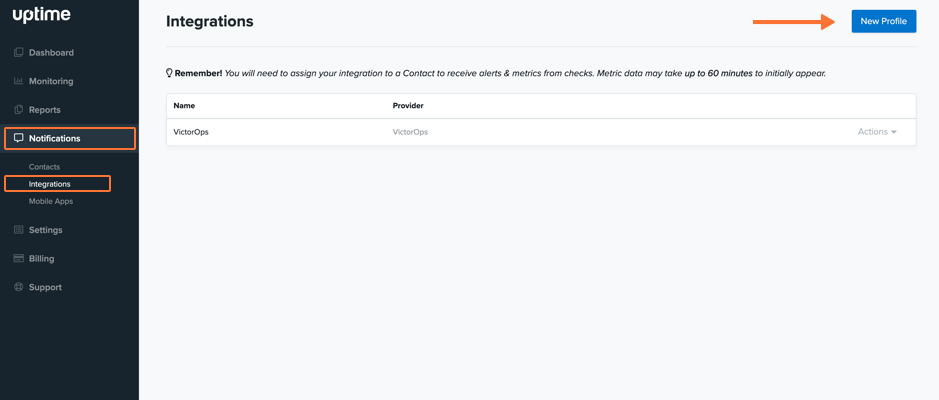 uptime
Dashboard
Monitoring
Reports
Notifications
Contacts
Integrations
Mobile Apps
Settings
Billing
Support
Integrations
New Profile
Remember! You will need to assign your integration to a Contact to receive alerts & metrics from checks. Metric data may take up to 60 minutes to initially appear.
Name Provider
VictorOps VictorOps Actions